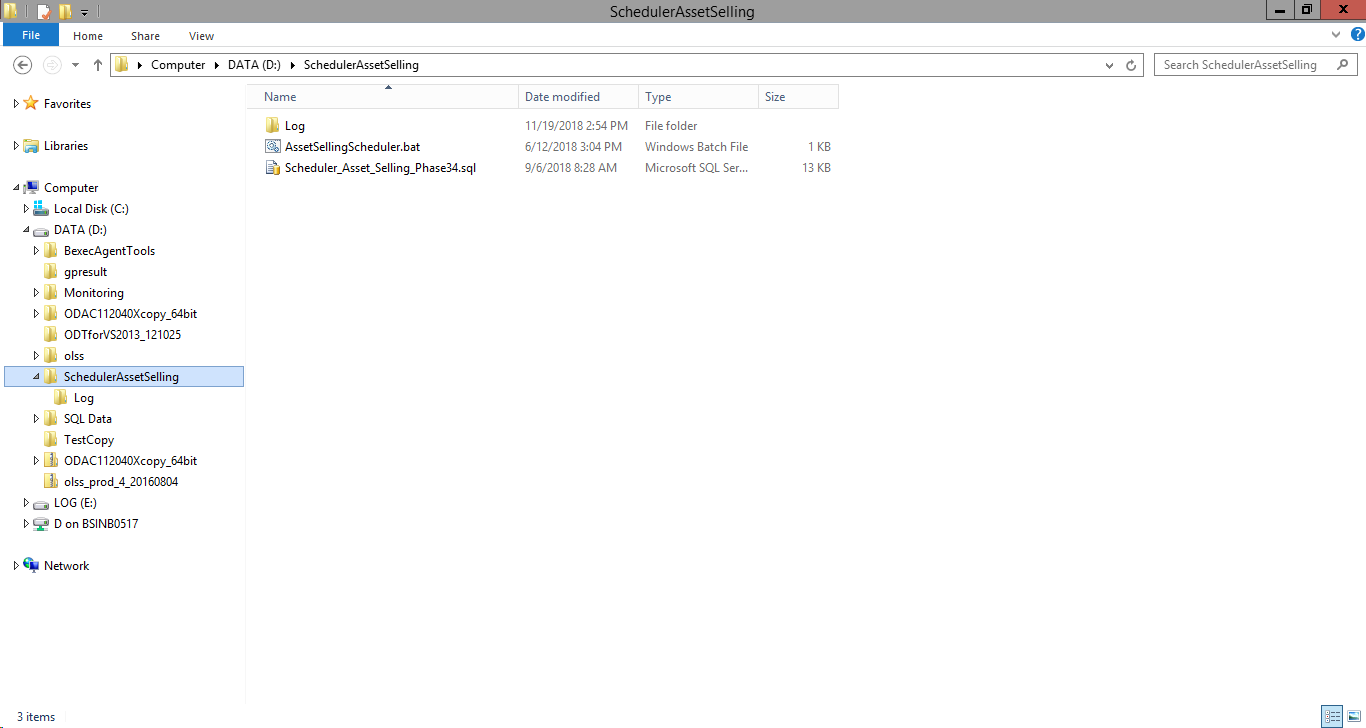 SchedulerAssetSelling
File Home Share View
Computer DATA (D:) SchedulerAssetSelling
Search SchedulerAssetSelling
Name Date modified Type Size
Log 11/19/2018 2:54 PM File folder
AssetSellingScheduler.bat 6/12/2018 3:04 PM Windows Batch File 1 KB
Scheduler_Asset_Selling_Phase34.sql 9/6/2018 8:28 AM Microsoft SQL Ser... 13 KB
Favorites
Libraries
Computer
Local Disk (C:)
DATA (D:)
BexecAgentTools
gpresult
Monitoring
ODAC112040Xcopy_64bit
ODTforVS2013_121025
olss
SchedulerAssetSelling
Log
SQL Data
TestCopy
ODAC112040Xcopy_64bit
olss_prod_4_20160804
LOG (E:)
D on BSINB0517
Network
3 items